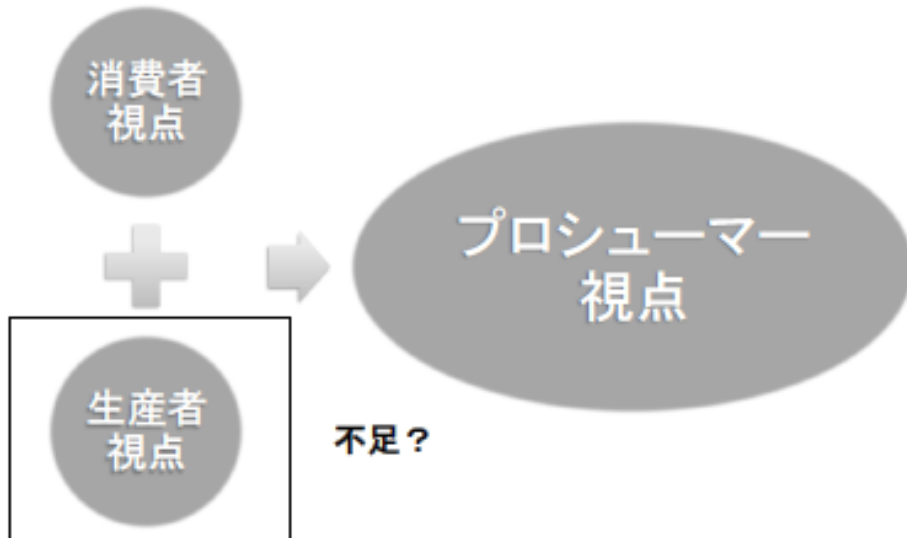 消費者
視点
プロシューマー
視点
生産者
視点
不足？